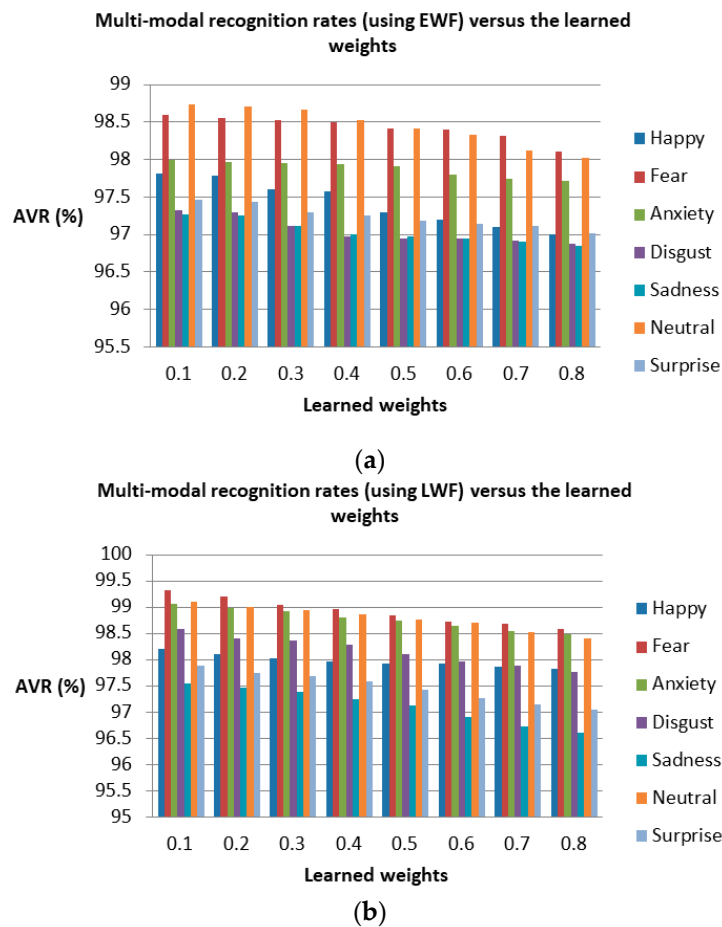 Multi-modal recognition rates (using EWF) versus the learned
weights
99
98.5
98
97.5
97
96.5
96
95.5
AVR (%)
0.1 0.2 0.3 0.4 0.5 0.6 0.7 0.8
Learned weights
Happy
Fear
Anxiety
Disgust
Sadness
Neutral
Surprise
(a)
Multi-modal recognition rates (using LWF) versus the learned
weights
100
99.5
99
98.5
98
97.5
97
96.5
96
95.5
95
AVR (%)
0.1 0.2 0.3 0.4 0.5 0.6 0.7 0.8
Learned weights
Happy
Fear
Anxiety
Disgust
Sadness
Neutral
Surprise
(b)